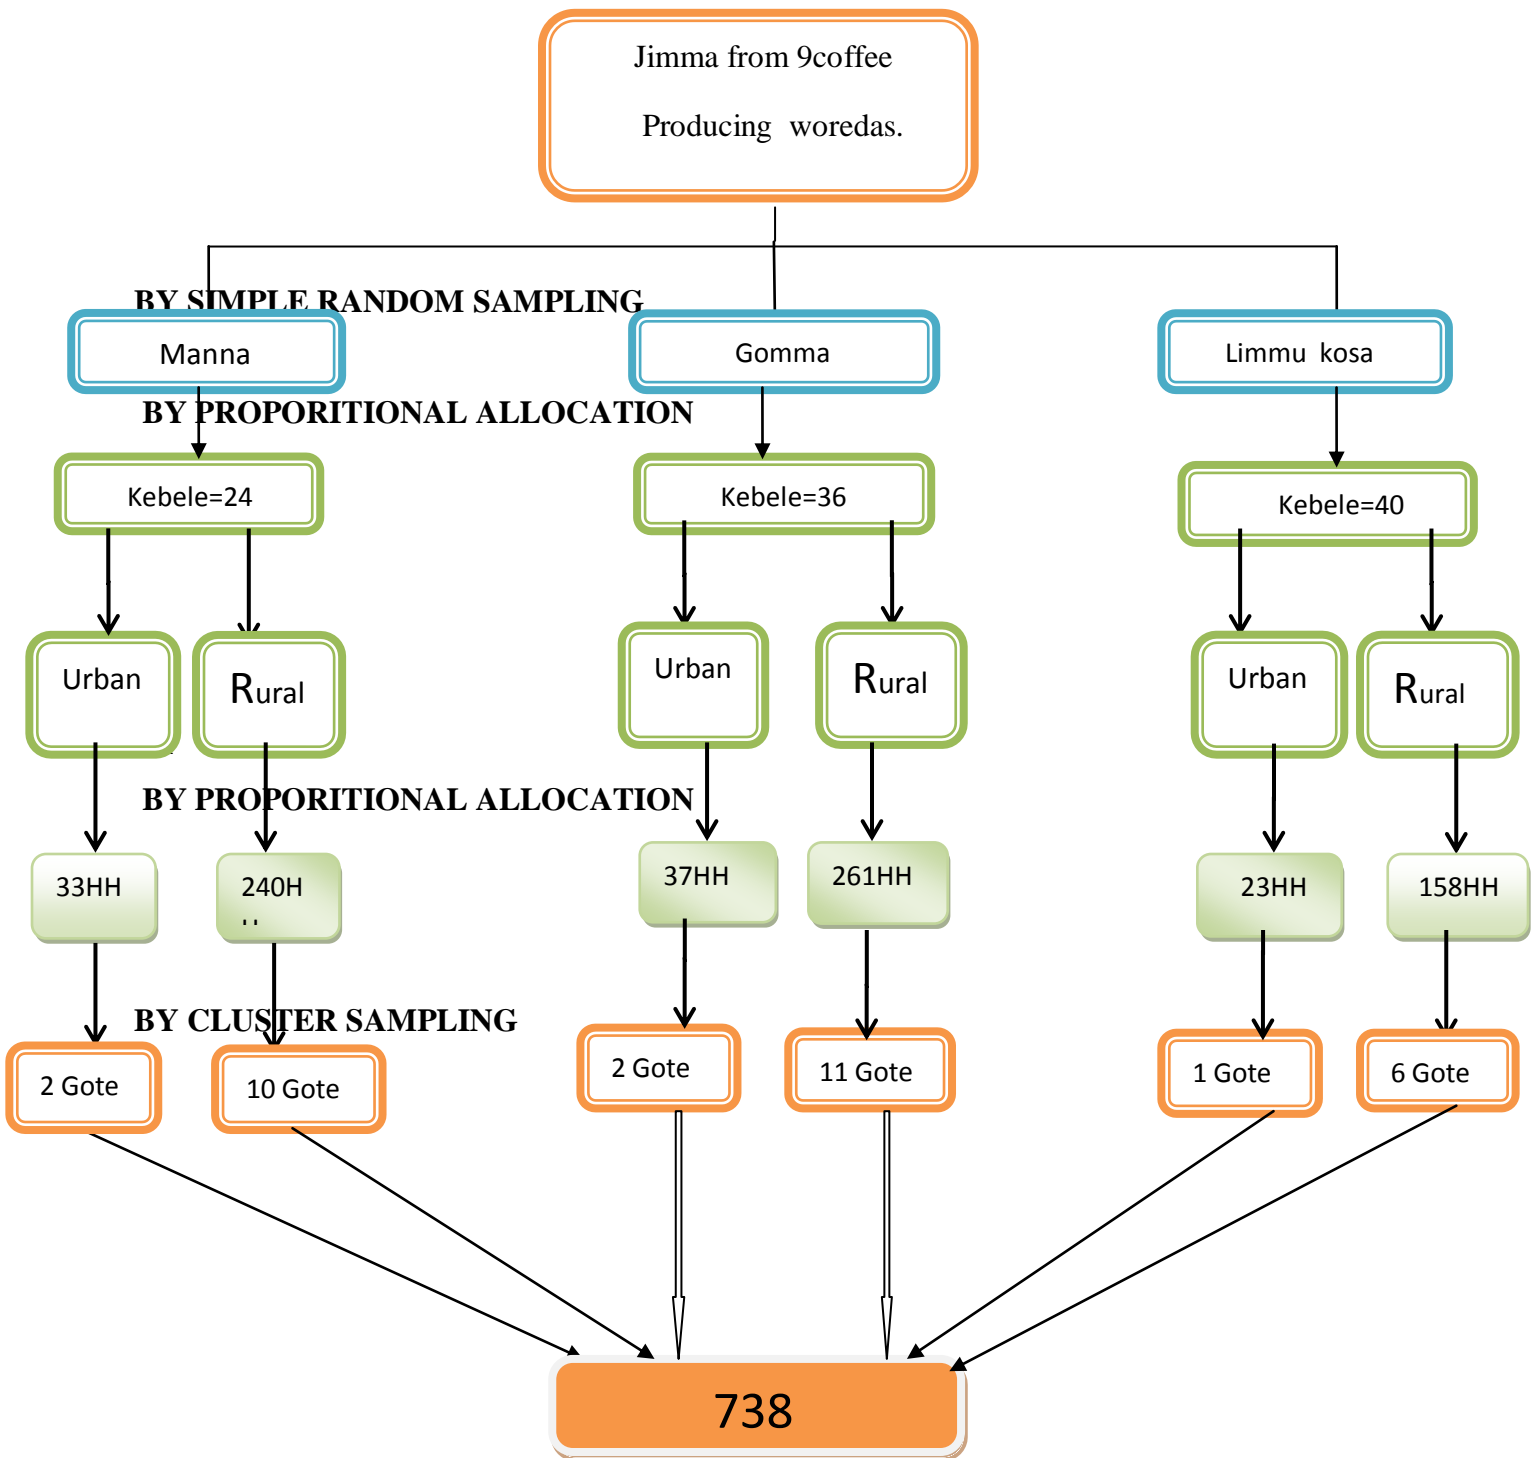 Jimma from 9coffee
Producing woredas.
BY SIMPLE RANDOM SAMPLING
Manna
Gomma
Limmu kosa
BY PROPORITIONAL ALLOCATION
Kebele=24
Kebele=36
Kebele=40
Urban
Rural
Urban
Rural
Urban
Rural
BY PROPORITIONAL ALLOCATION
33HH
240H
37HH
261HH
23HH
158HH
BY CLUSTER SAMPLING
2 Gote
10 Gote
2 Gote
11 Gote
1 Gote
6 Gote
738